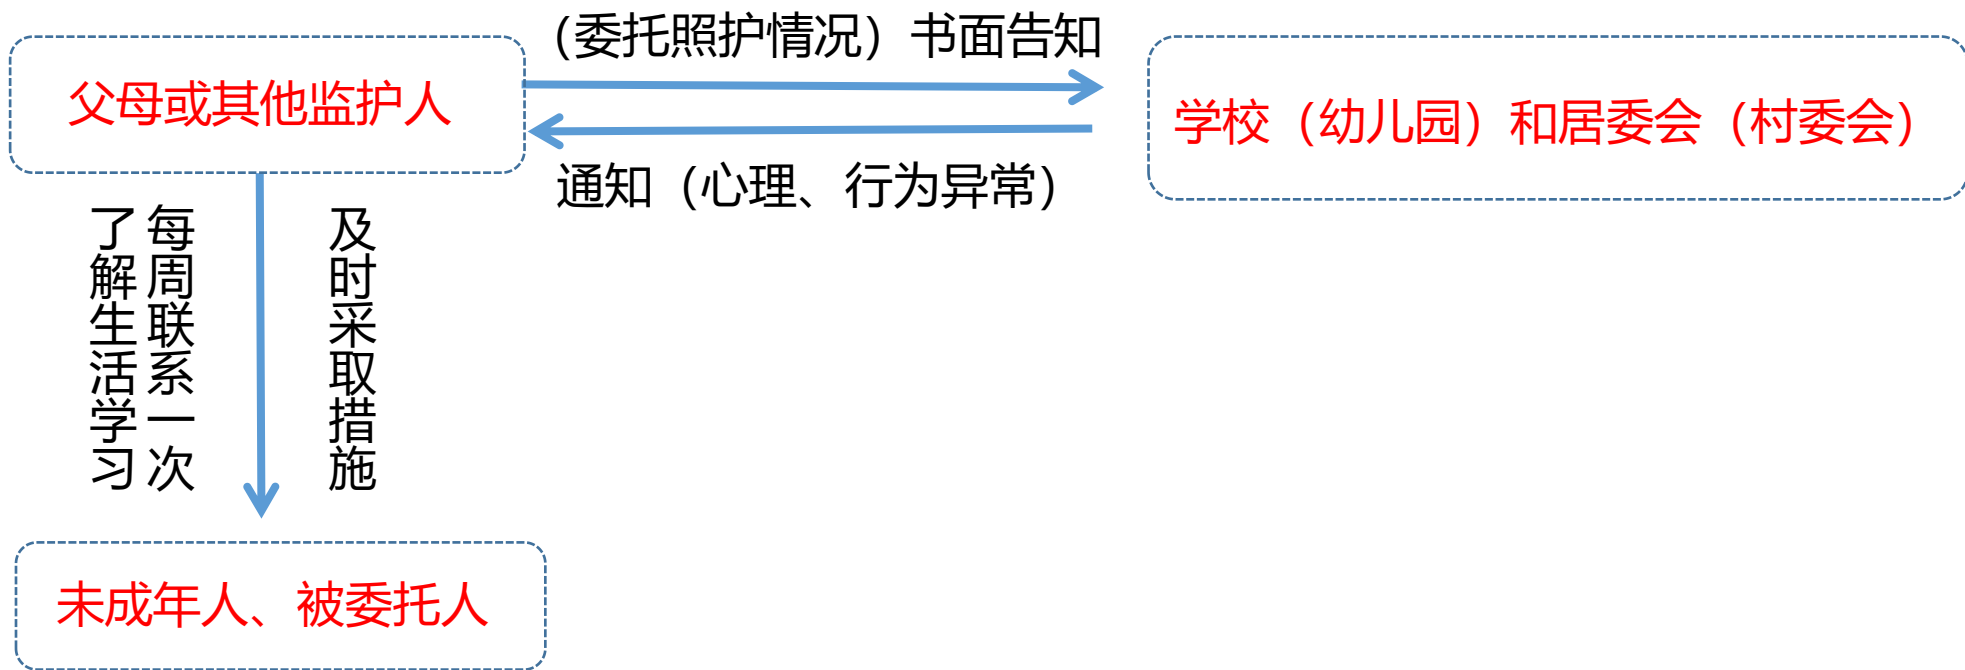 （委托照护情况）书面告知
父母或其他监护人
学校（幼儿园）和居委会（村委会）
通知（心理、行为异常）
每周联系一次
了解生活学习
及时采取措施
未成年人、被委托人